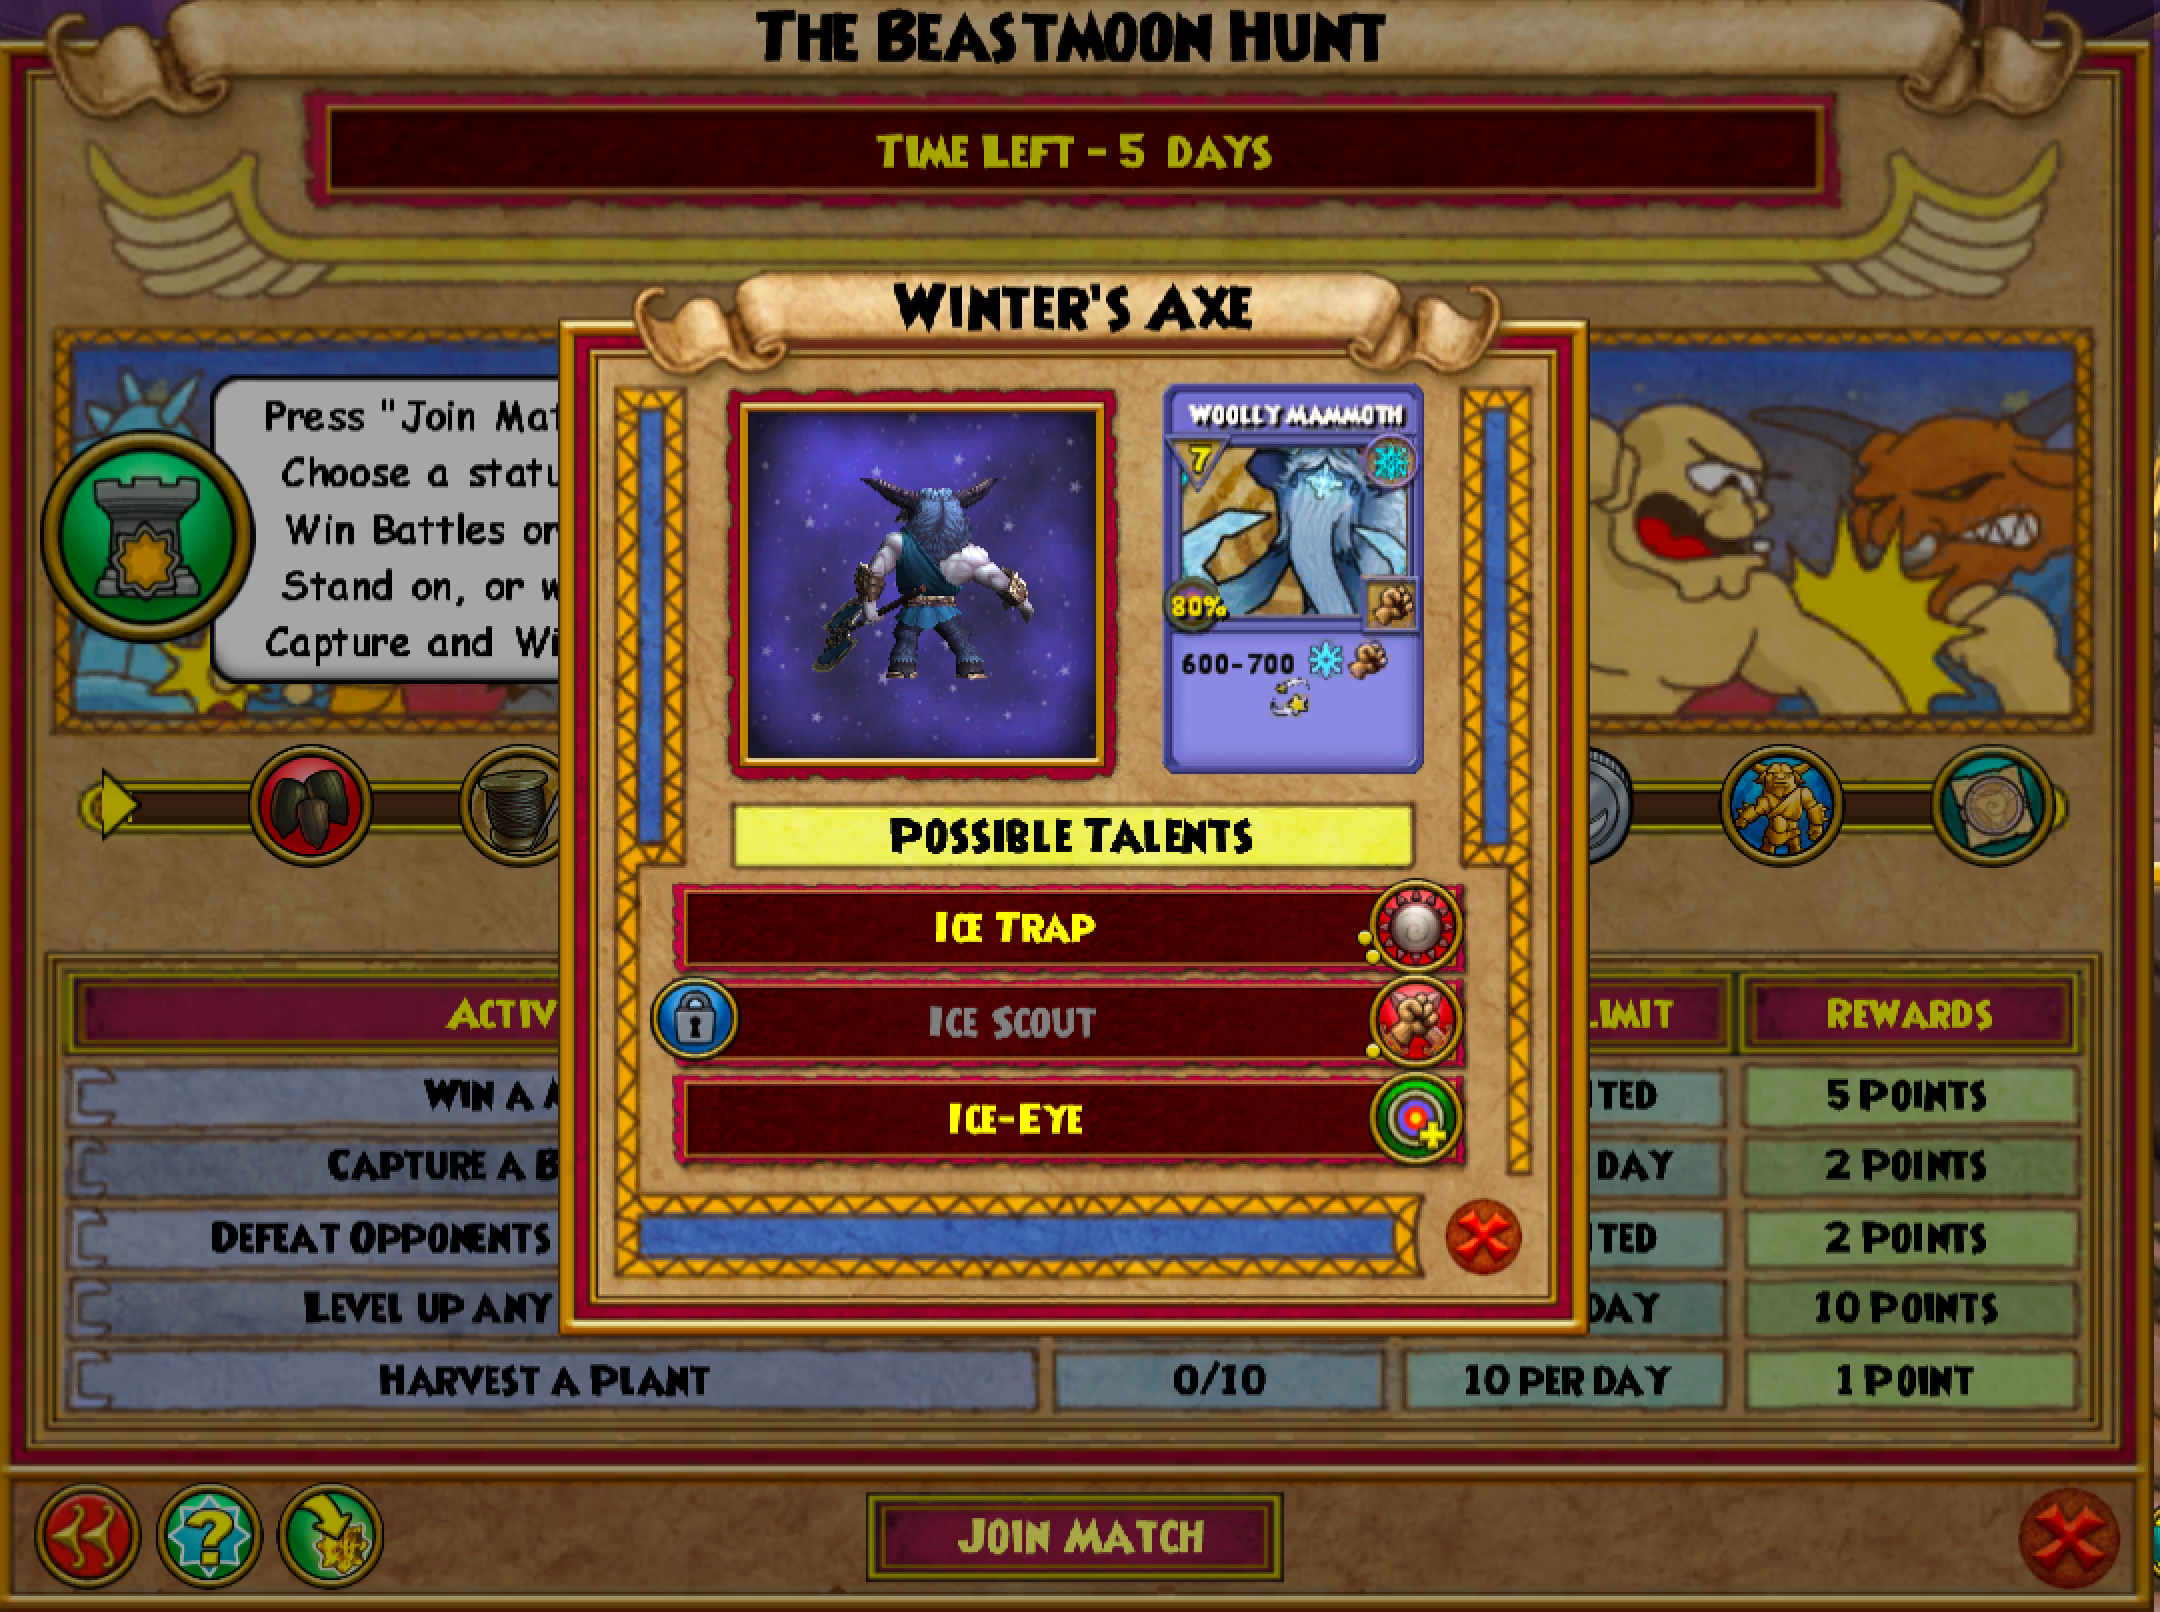 THE BEASTMOON HUNT
TIME LEFT - 5 DAYS
WINTER'S AXE
Press "Join Mat
Choose a statu
Win Battles or
Stand on, or w
Capture and Wi
WOOLLY MAMMOTH
7
80%
600-700
POSSIBLE TALENTS
ICE TRAP
ICE SCOUT
ICE-EYE
ACTIV
LIMIT
REWARDS
WIN A
TED
5 POINTS
CAPTURE A B
DAY
2 POINTS
DEFEAT OPPONENTS
TED
2 POINTS
LEVEL UP ANY
DAY
10 POINTS
HARVEST A PLANT
0/10
10 PER DAY
1 POINT
JOIN MATCH